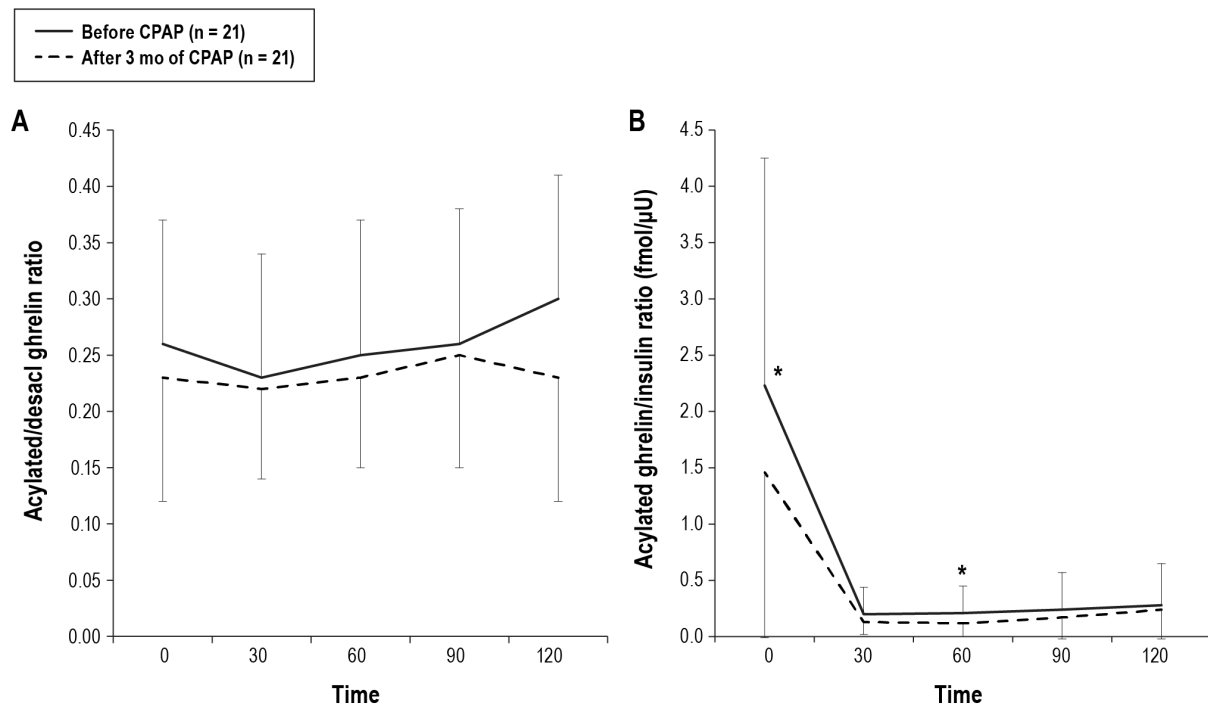 Before CPAP (n = 21)
After 3 mo of CPAP (n = 21)
A
0.45
0.40
0.35
0.30
0.25
0.20
0.15
0.10
0.05
0.00
Acylated/desacl ghrelin ratio
0 30 60 90 120
Time
B
4.5
4.0
3.5
3.0
2.5
2.0
1.5
1.0
0.5
0.0
Acylated ghrelin/insulin ratio (fmol/µU)
*
*
0 30 60 90 120
Time